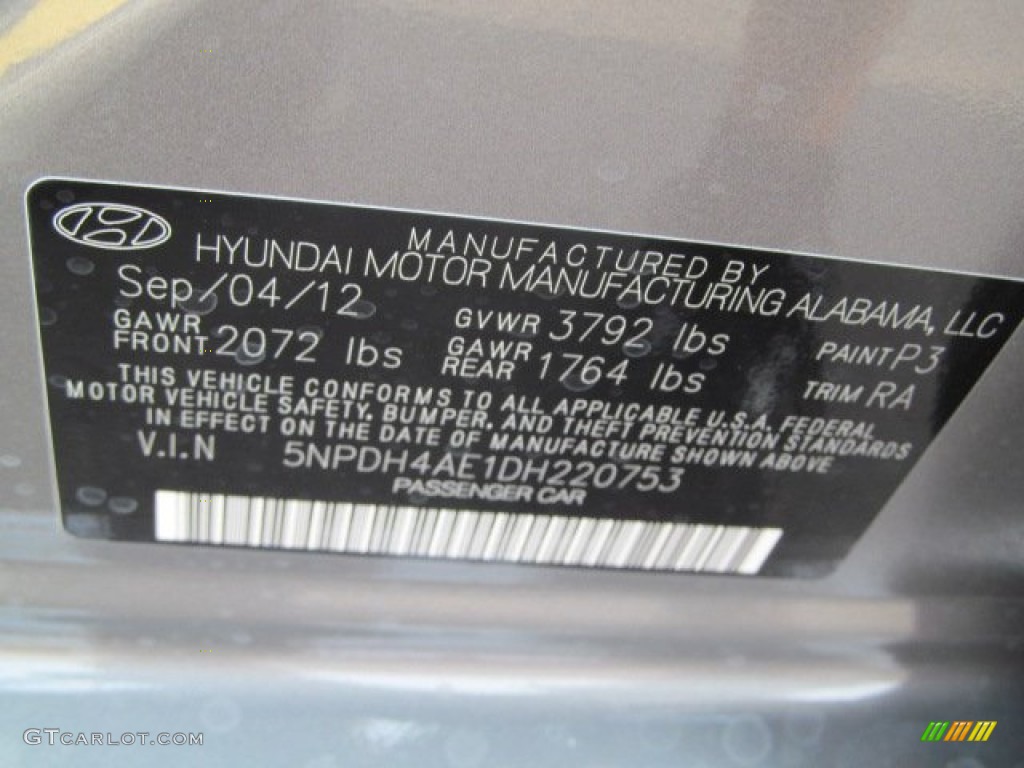 MANUFACTURED BY
HYUNDAI MOTOR MANUFACTURING ALABAMA, LLC
Sep/04/12
GVWR 3792 lbs
PAINT P3
GAWR FRONT 2072 lbs
GAWR REAR 1764 lbs
TRIM RA
THIS VEHICLE CONFORMS TO ALL APPLICABLE U.S.A. FEDERAL
MOTOR VEHICLE SAFETY, BUMPER, AND THEFT PREVENTION STANDARDS
IN EFFECT ON THE DATE OF MANUFACTURE SHOWN ABOVE
V.I.N 5NPDH4AE1DH220753
PASSENGER CAR
GTCARLOT.COM